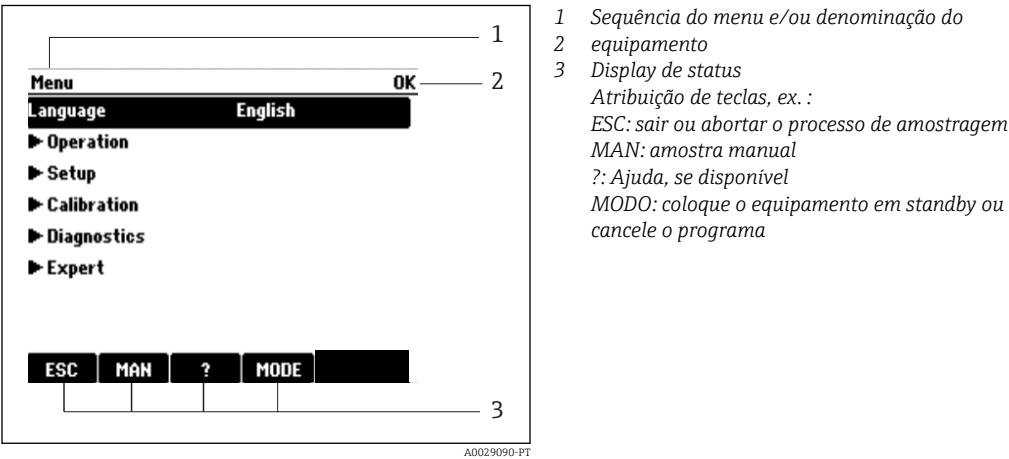 1
Menu OK 2
Language English
Operation
Setup
Calibration
Diagnostics
Expert
ESC MAN ? MODE
3
A0029090-PT
1 Sequência do menu e/ou denominação do
2 equipamento
3 Display de status
Atribuição de teclas, ex. :
ESC: sair ou abortar o processo de amostragem
MAN: amostra manual
?: Ajuda, se disponível
MODO: coloque o equipamento em standby ou
cancele o programa